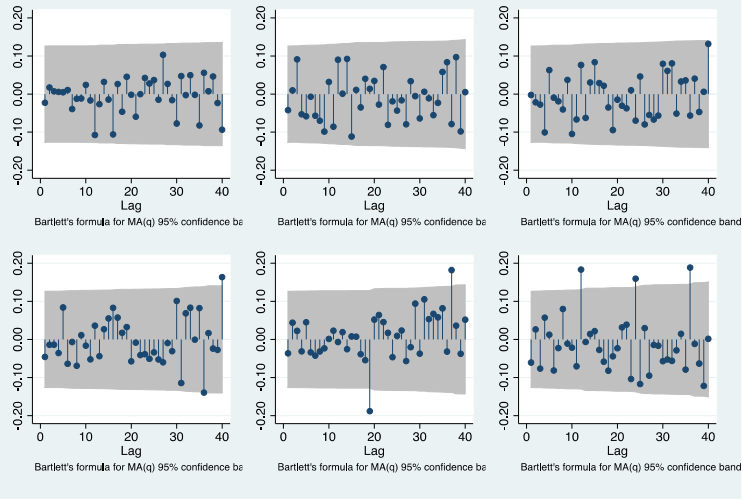 0.20 0.20 0.20
0.10 0.10 0.10
0.00 0.00 0.00
-0.10 -0.10 -0.10
-0.20 -0.20 -0.20
0 10 20 30 40 0 10 20 30 40 0 10 20 30 40
Lag Lag Lag
Bartlett's formula for MA(q) 95% confidence ba Bartlett's formula for MA(q) 95% confidence ba Bartlett's formula for MA(q) 95% confidence band
0.20 0.20 0.20
0.10 0.10 0.10
0.00 0.00 0.00
-0.10 -0.10 -0.10
-0.20 -0.20 -0.20
0 10 20 30 40 0 10 20 30 40 0 10 20 30 40
Lag Lag Lag
Bartlett's formula for MA(q) 95% confidence ba Bartlett's formula for MA(q) 95% confidence ba Bartlett's formula for MA(q) 95% confidence band